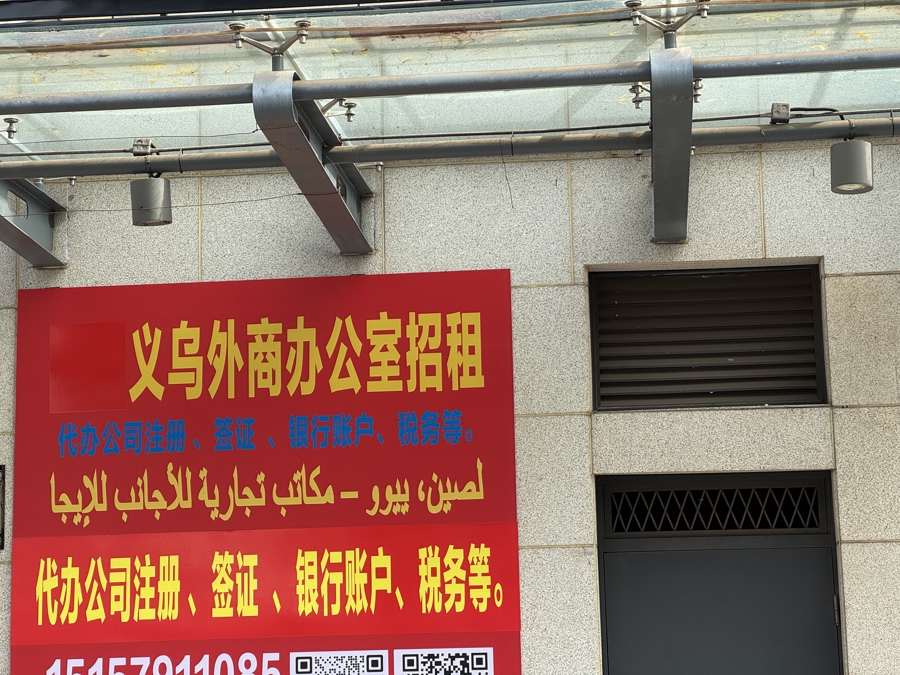 义乌外商办公室招租
代办公司注册、签证、银行账户、税务等。
لصين، ييوو – مكاتب تجارية للأجانب للإيجا
代办公司注册、签证、银行账户、税务等。
15157911085